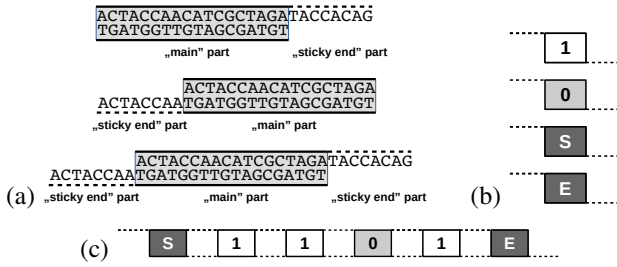 ACTACCAACATCGCTAGATACCACAG
TGATGGTTGTAGCGATGT
„main” part „sticky end” part
ACTACCAACATCGCTAGA
ACTACCAATGATGGTTGTAGCGATGT
„sticky end” part „main” part
ACTACCAACATCGCTAGATACCACAG
ACTACCAATGATGGTTGTAGCGATGT
(a) „sticky end” part „main” part „sticky end” part
1
0
S
(b) E
(c) S 1 1 0 1 E